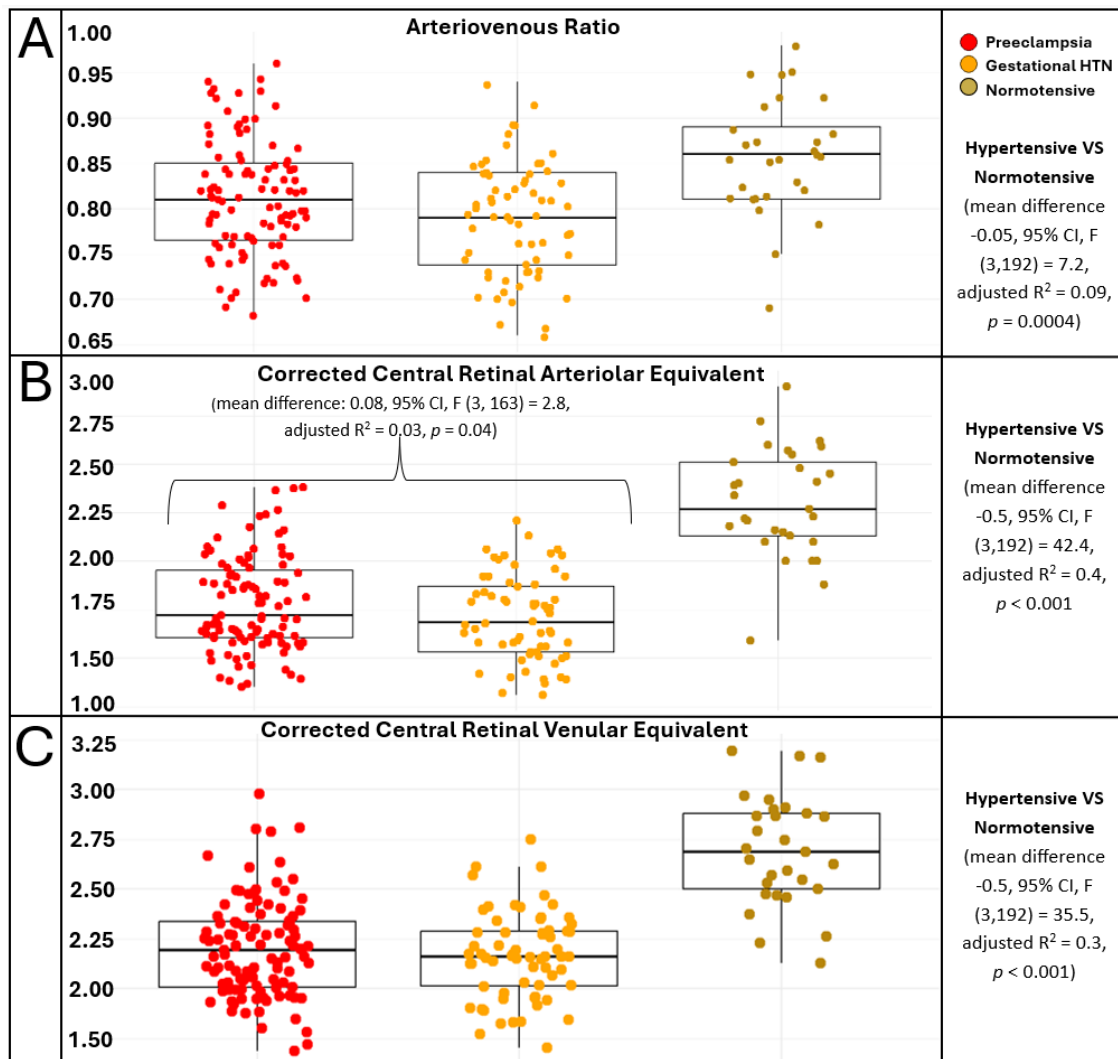 A
Arteriovenous Ratio
1.00
0.95
0.90
0.85
0.80
0.75
0.70
0.65
Preeclampsia
Gestational HTN
Normotensive
Hypertensive VS
Normotensive
(mean difference
-0.05, 95% CI, F
(3,192) = 7.2,
adjusted R² = 0.09,
p = 0.0004)
B
Corrected Central Retinal Arteriolar Equivalent
(mean difference: 0.08, 95% CI, F (3, 163) = 2.8,
adjusted R² = 0.03, p = 0.04)
3.00
2.75
2.50
2.25
2.00
1.75
1.50
1.00
Hypertensive VS
Normotensive
(mean difference
-0.5, 95% CI, F
(3,192) = 42.4,
adjusted R² = 0.4,
p < 0.001
C
Corrected Central Retinal Venular Equivalent
3.25
3.00
2.75
2.50
2.25
2.00
1.50
Hypertensive VS
Normotensive
(mean difference
-0.5, 95% CI, F
(3,192) = 35.5,
adjusted R² = 0.3,
p < 0.001)